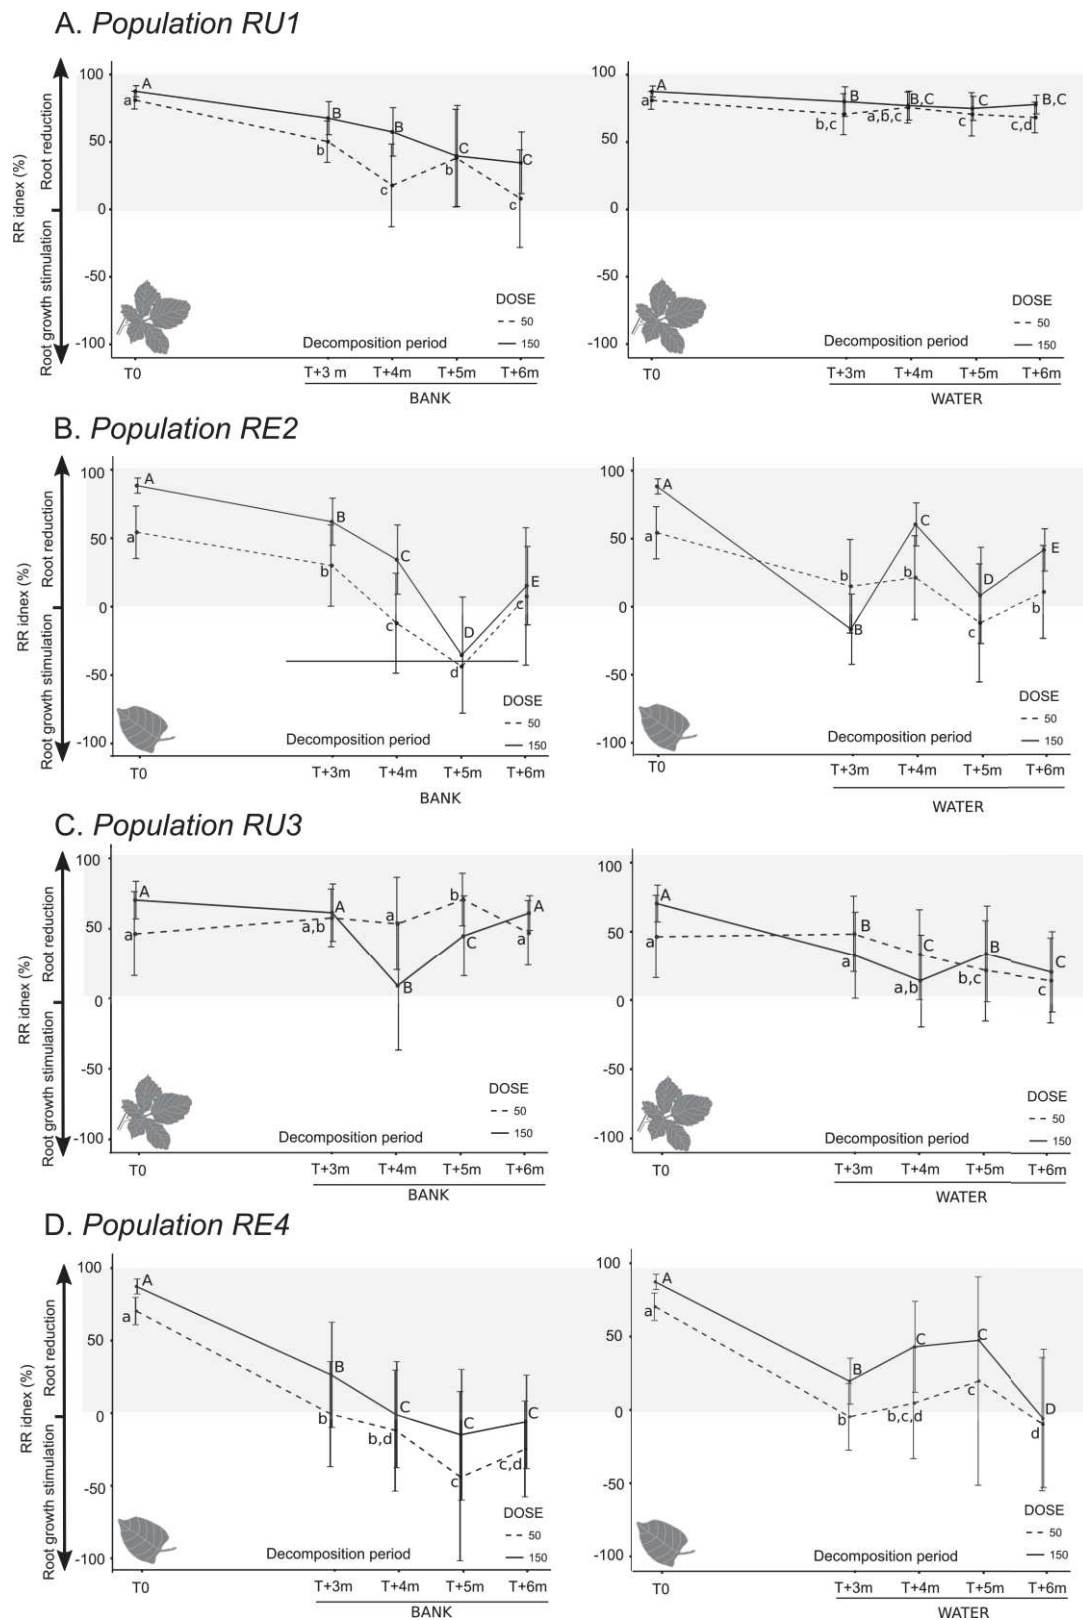 A. Population RU1
RR idnex (%)
Root reduction
Root growth stimulation
100
50
0
-50
-100
A
a
B
b
B
c
C
b
C
c
DOSE
50
150
Decomposition period
T0
T+3 m
T+4m
T+5m
T+6m
BANK
100
50
0
-50
-100
A
a
B
b,c
B,C
a,b,c
C
c
B,C
c,d
DOSE
50
150
Decomposition period
T0
T+3m
T+4m
T+5m
T+6m
WATER
B. Population RE2
RR idnex (%)
Root reduction
Root growth stimulation
100
50
0
-50
-100
A
a
B
b
C
c
D
d
E
c
DOSE
50
150
Decomposition period
T0
T+3m
T+4m
T+5m
T+6m
BANK
100
50
0
-50
-100
A
a
b
B
C
b
D
c
E
b
DOSE
50
150
Decomposition period
T0
T+3m
T+4m
T+5m
T+6m
WATER
C. Population RU3
RR idnex (%)
Root reduction
Root growth stimulation
100
50
0
-50
-100
A
a
A
a,b
a
B
b
C
A
a
DOSE
50
150
Decomposition period
T0
T+3m
T+4m
T+5m
T+6m
BANK
100
50
0
-50
-100
A
a
B
a
C
a,b
B
b,c
C
c
DOSE
50
150
Decomposition period
T0
T+3m
T+4m
T+5m
T+6m
WATER
D. Population RE4
RR idnex (%)
Root reduction
Root growth stimulation
100
50
0
-50
-100
A
a
B
b
C
b,d
C
c
C
c,d
DOSE
50
150
Decomposition period
T0
T+3m
T+4m
T+5m
T+6m
BANK
100
50
0
-50
-100
A
a
B
b
C
b,c,d
C
c
D
d
DOSE
50
150
Decomposition period
T0
T+3m
T+4m
T+5m
T+6m
WATER